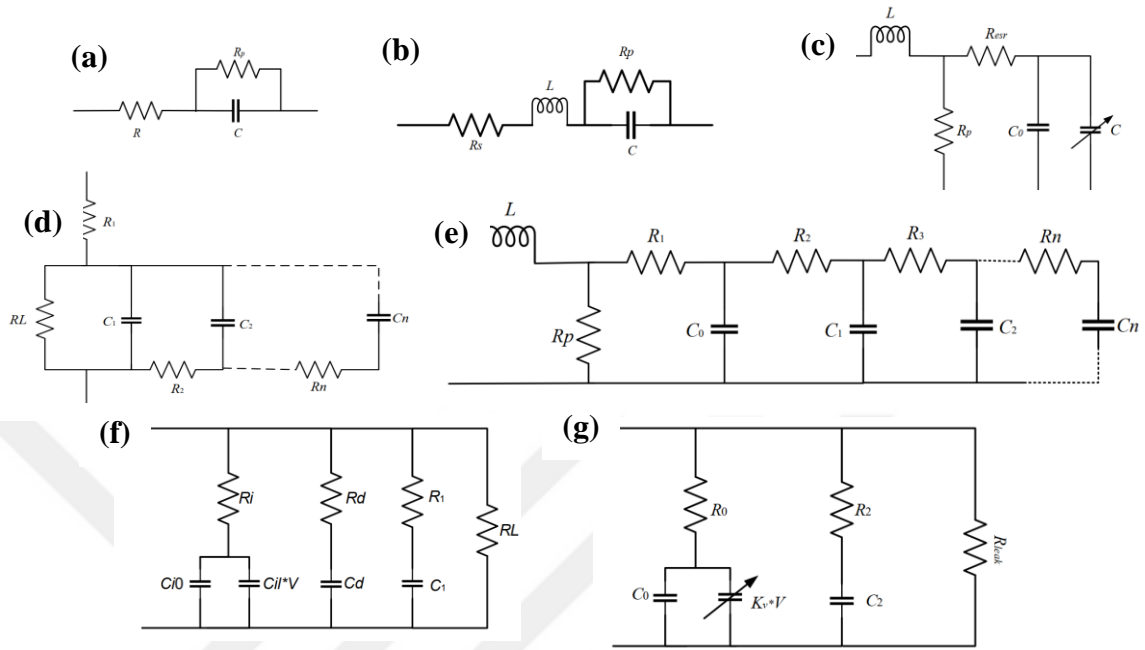 (a)
Rp
R
C
(b)
Rp
L
Rs
C
(c)
L
Resr
Rp
C0
C
(d)
R1
RL
C1
C2
Cn
R2
Rn
(e)
L
R1
R2
R3
Rn
Rp
C0
C1
C2
Cn
(f)
Ri
Rd
R1
RL
Ci0
Cil*V
Cd
C1
(g)
R0
R2
Rleak
C0
Kv*V
C2